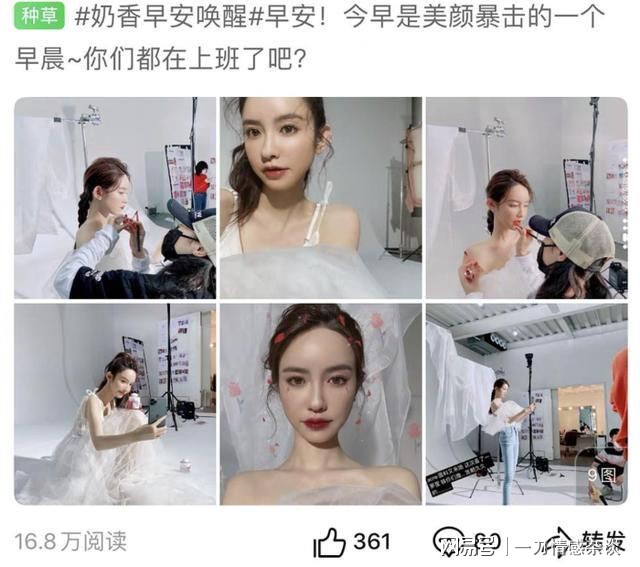 种草 #奶香早安唤醒#早安！今早是美颜暴击的一个
早晨~你们都在上班了吧？
9图
16.8万阅读
361
80
转发
网易号 | 一刀情感杂谈